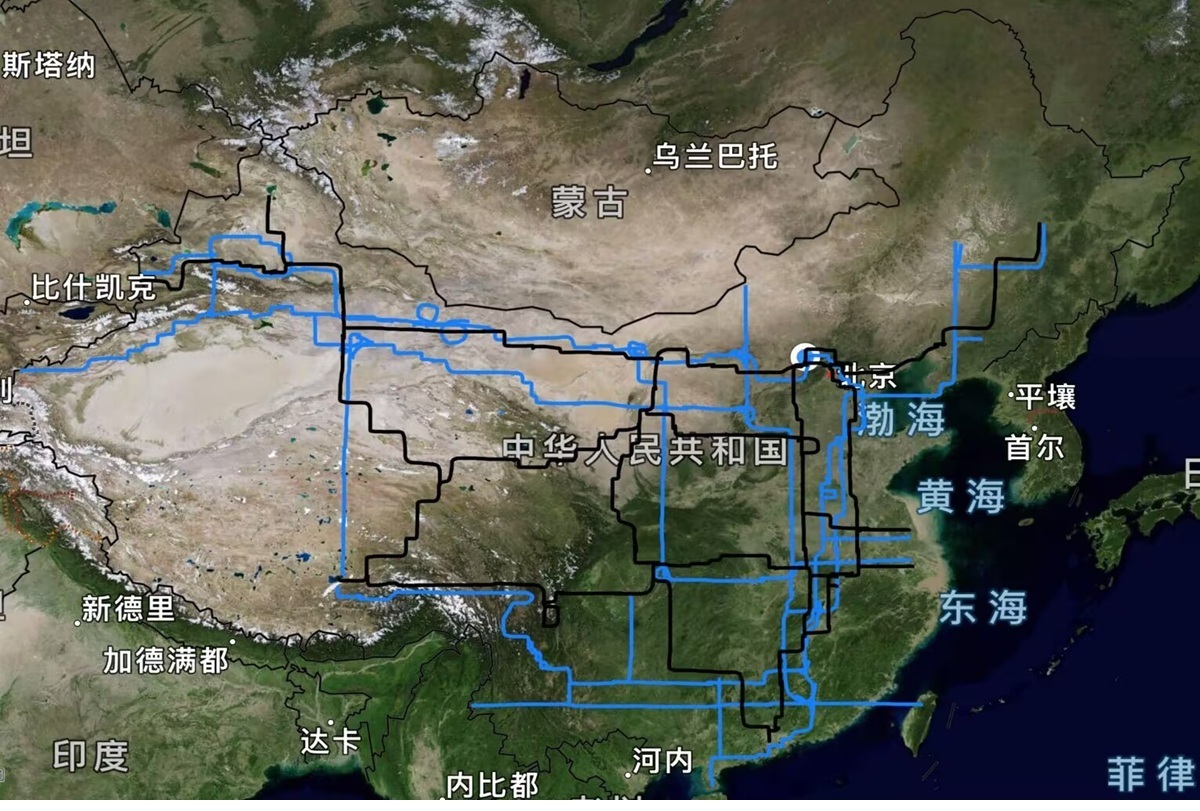 斯塔纳
坦
乌兰巴托
蒙古
比什凯克
北京
平壤
渤海
首尔
中华人民共和国
黄海
日
新德里
东海
加德满都
达卡
印度
河内
内比都
菲律